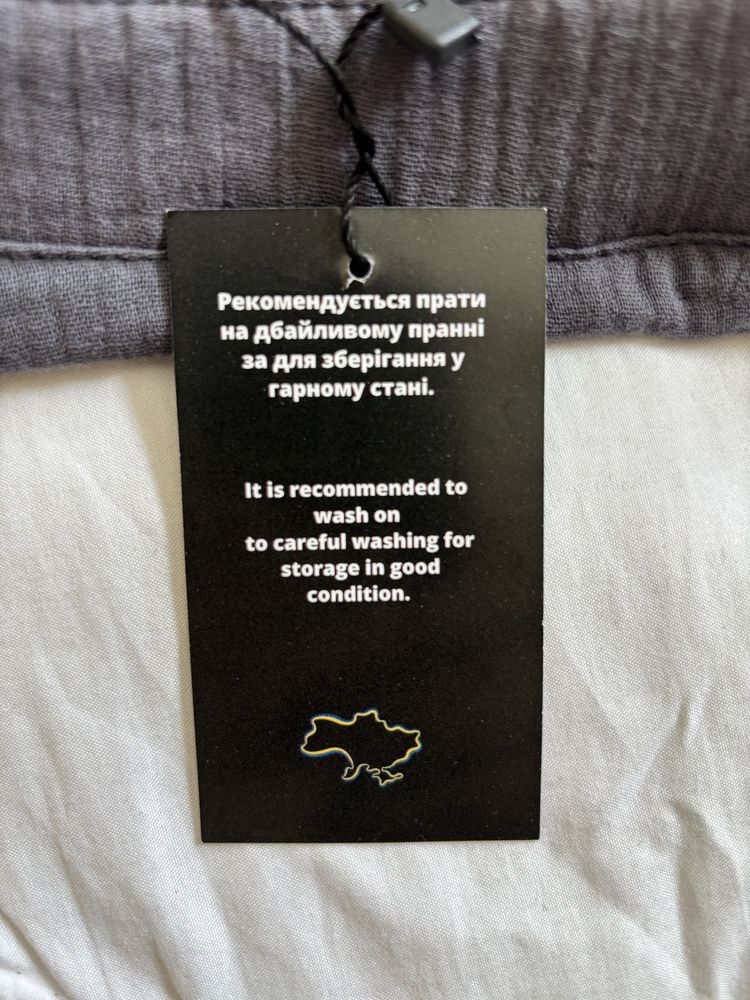 Рекомендується прати
на дбайливому пранні
за для зберігання у
гарному стані.
It is recommended to
wash on
to careful washing for
storage in good
condition.